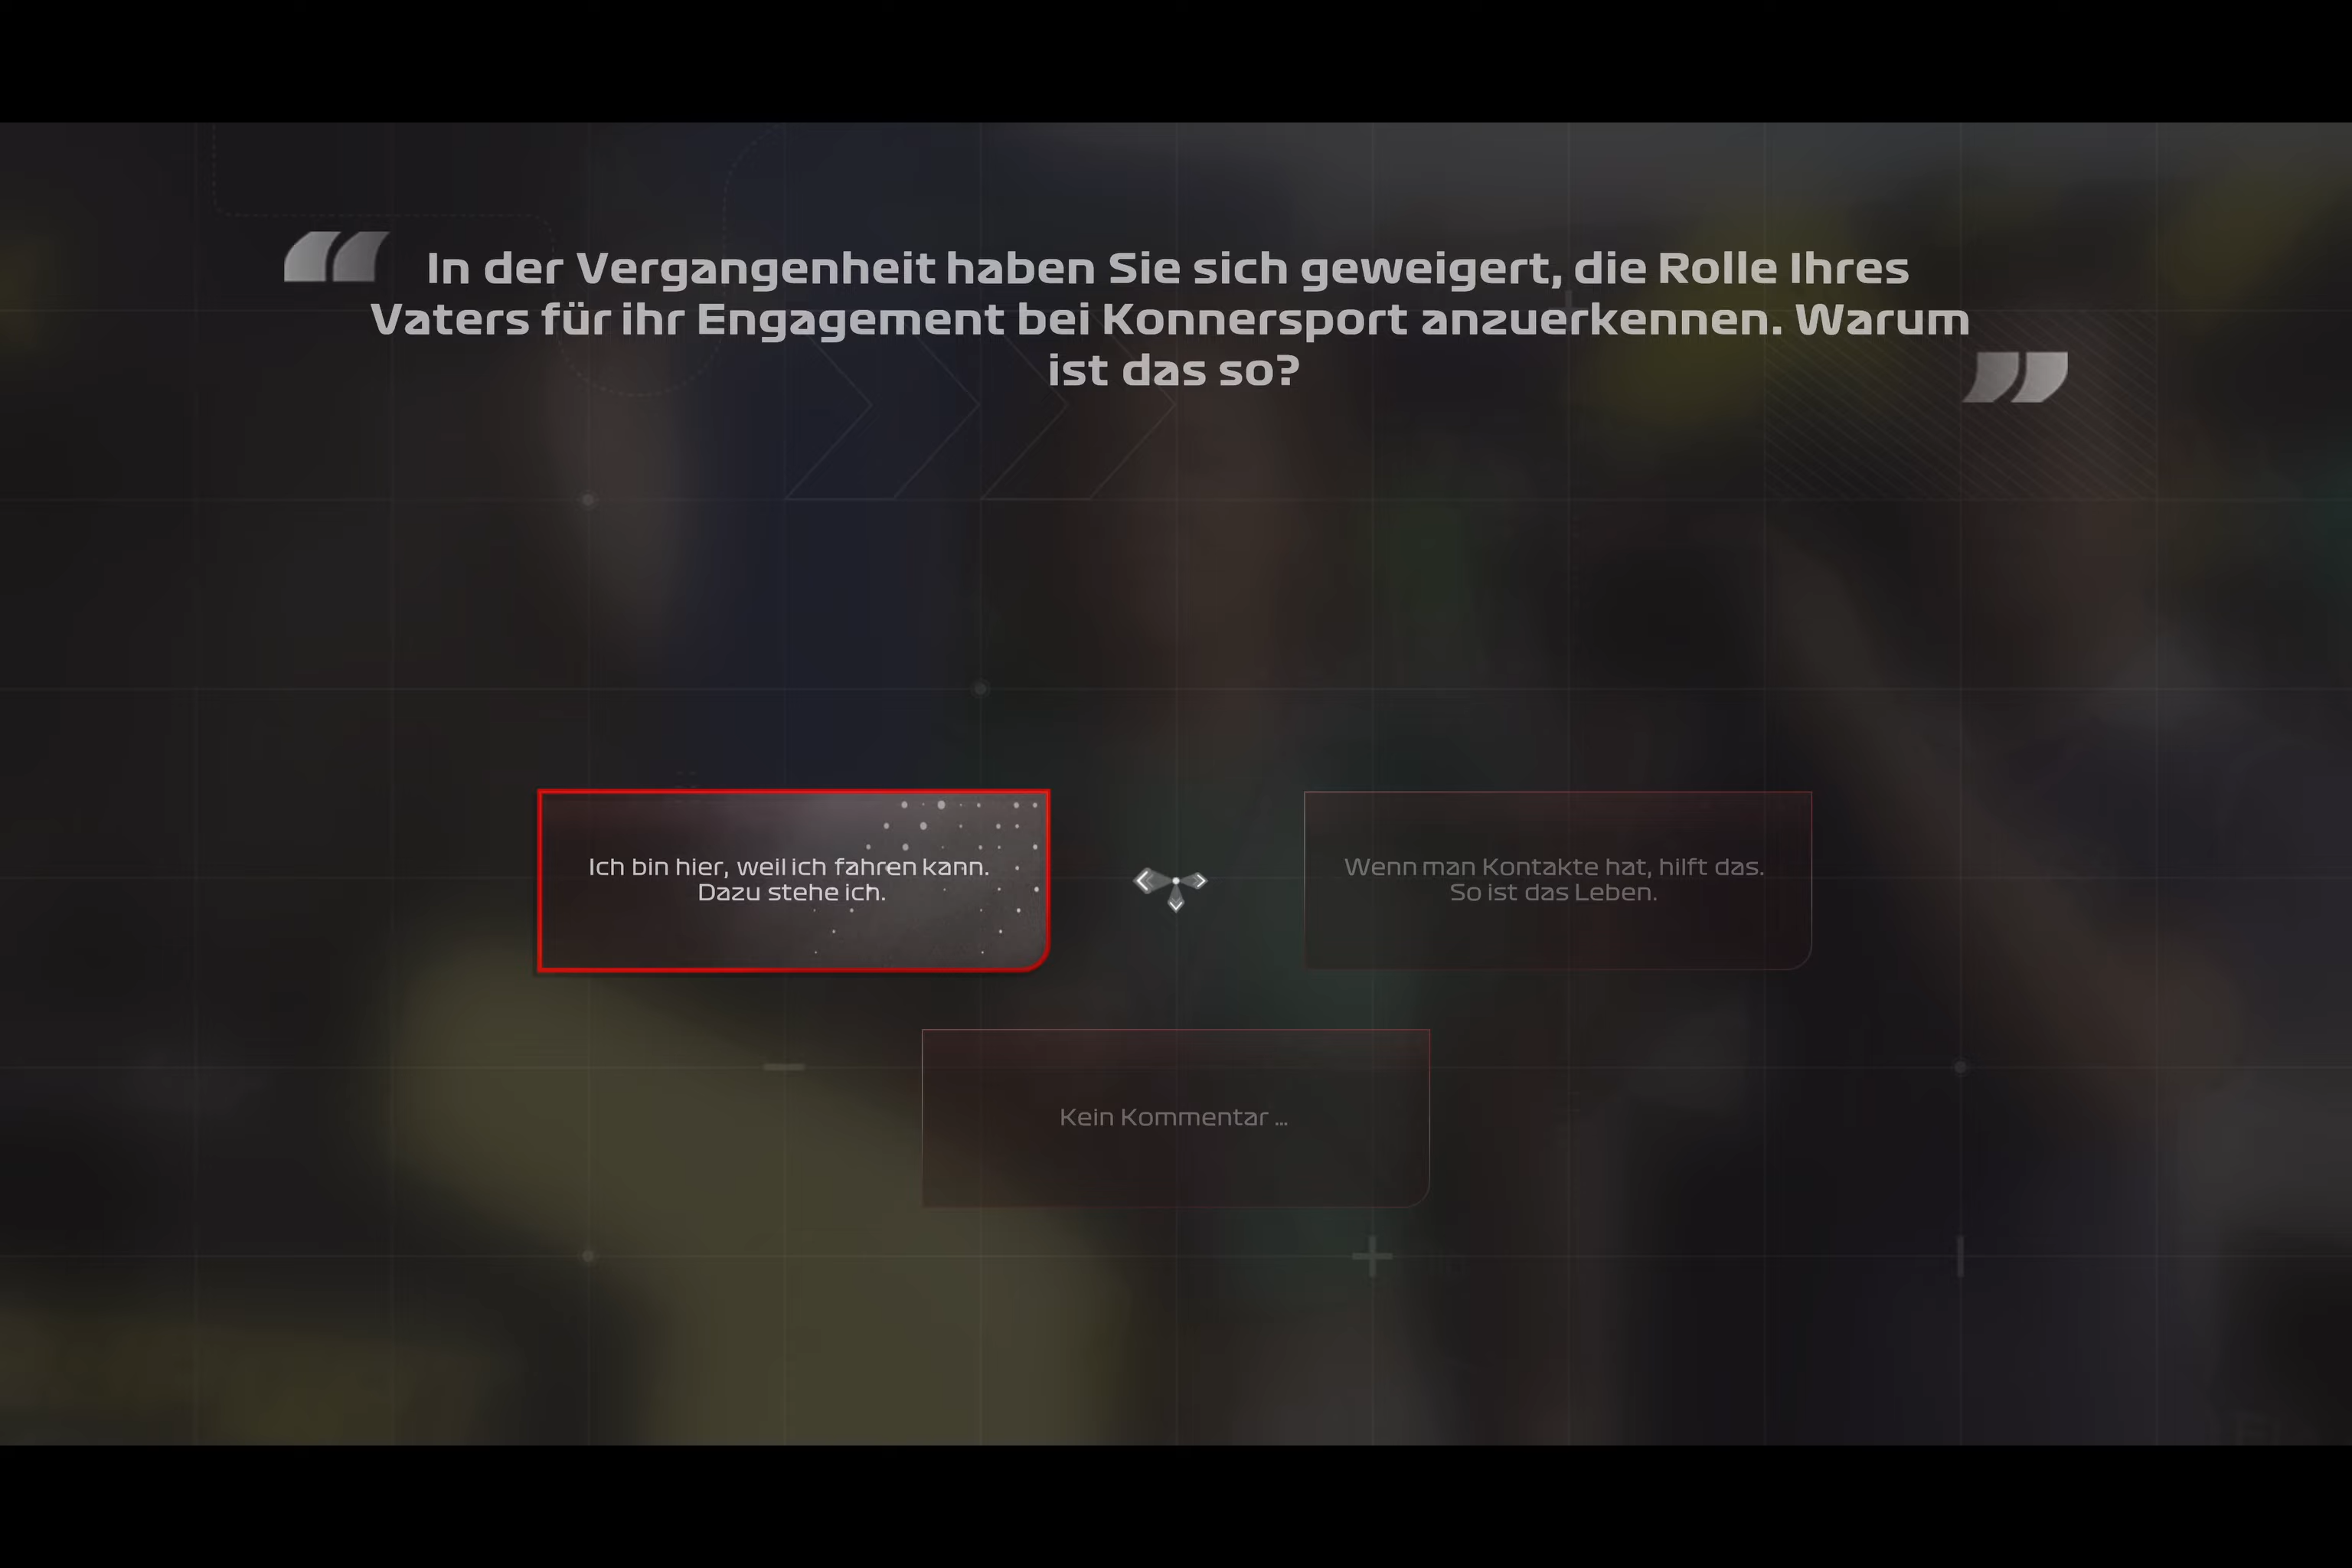 In der Vergangenheit haben Sie sich geweigert, die Rolle Ihres
Vaters für ihr Engagement bei Konnersport anzuerkennen. Warum
ist das so?
Ich bin hier, weil ich fahren kann.
Dazu stehe ich.
Wenn man Kontakte hat, hilft das.
So ist das Leben.
Kein Kommentar ...